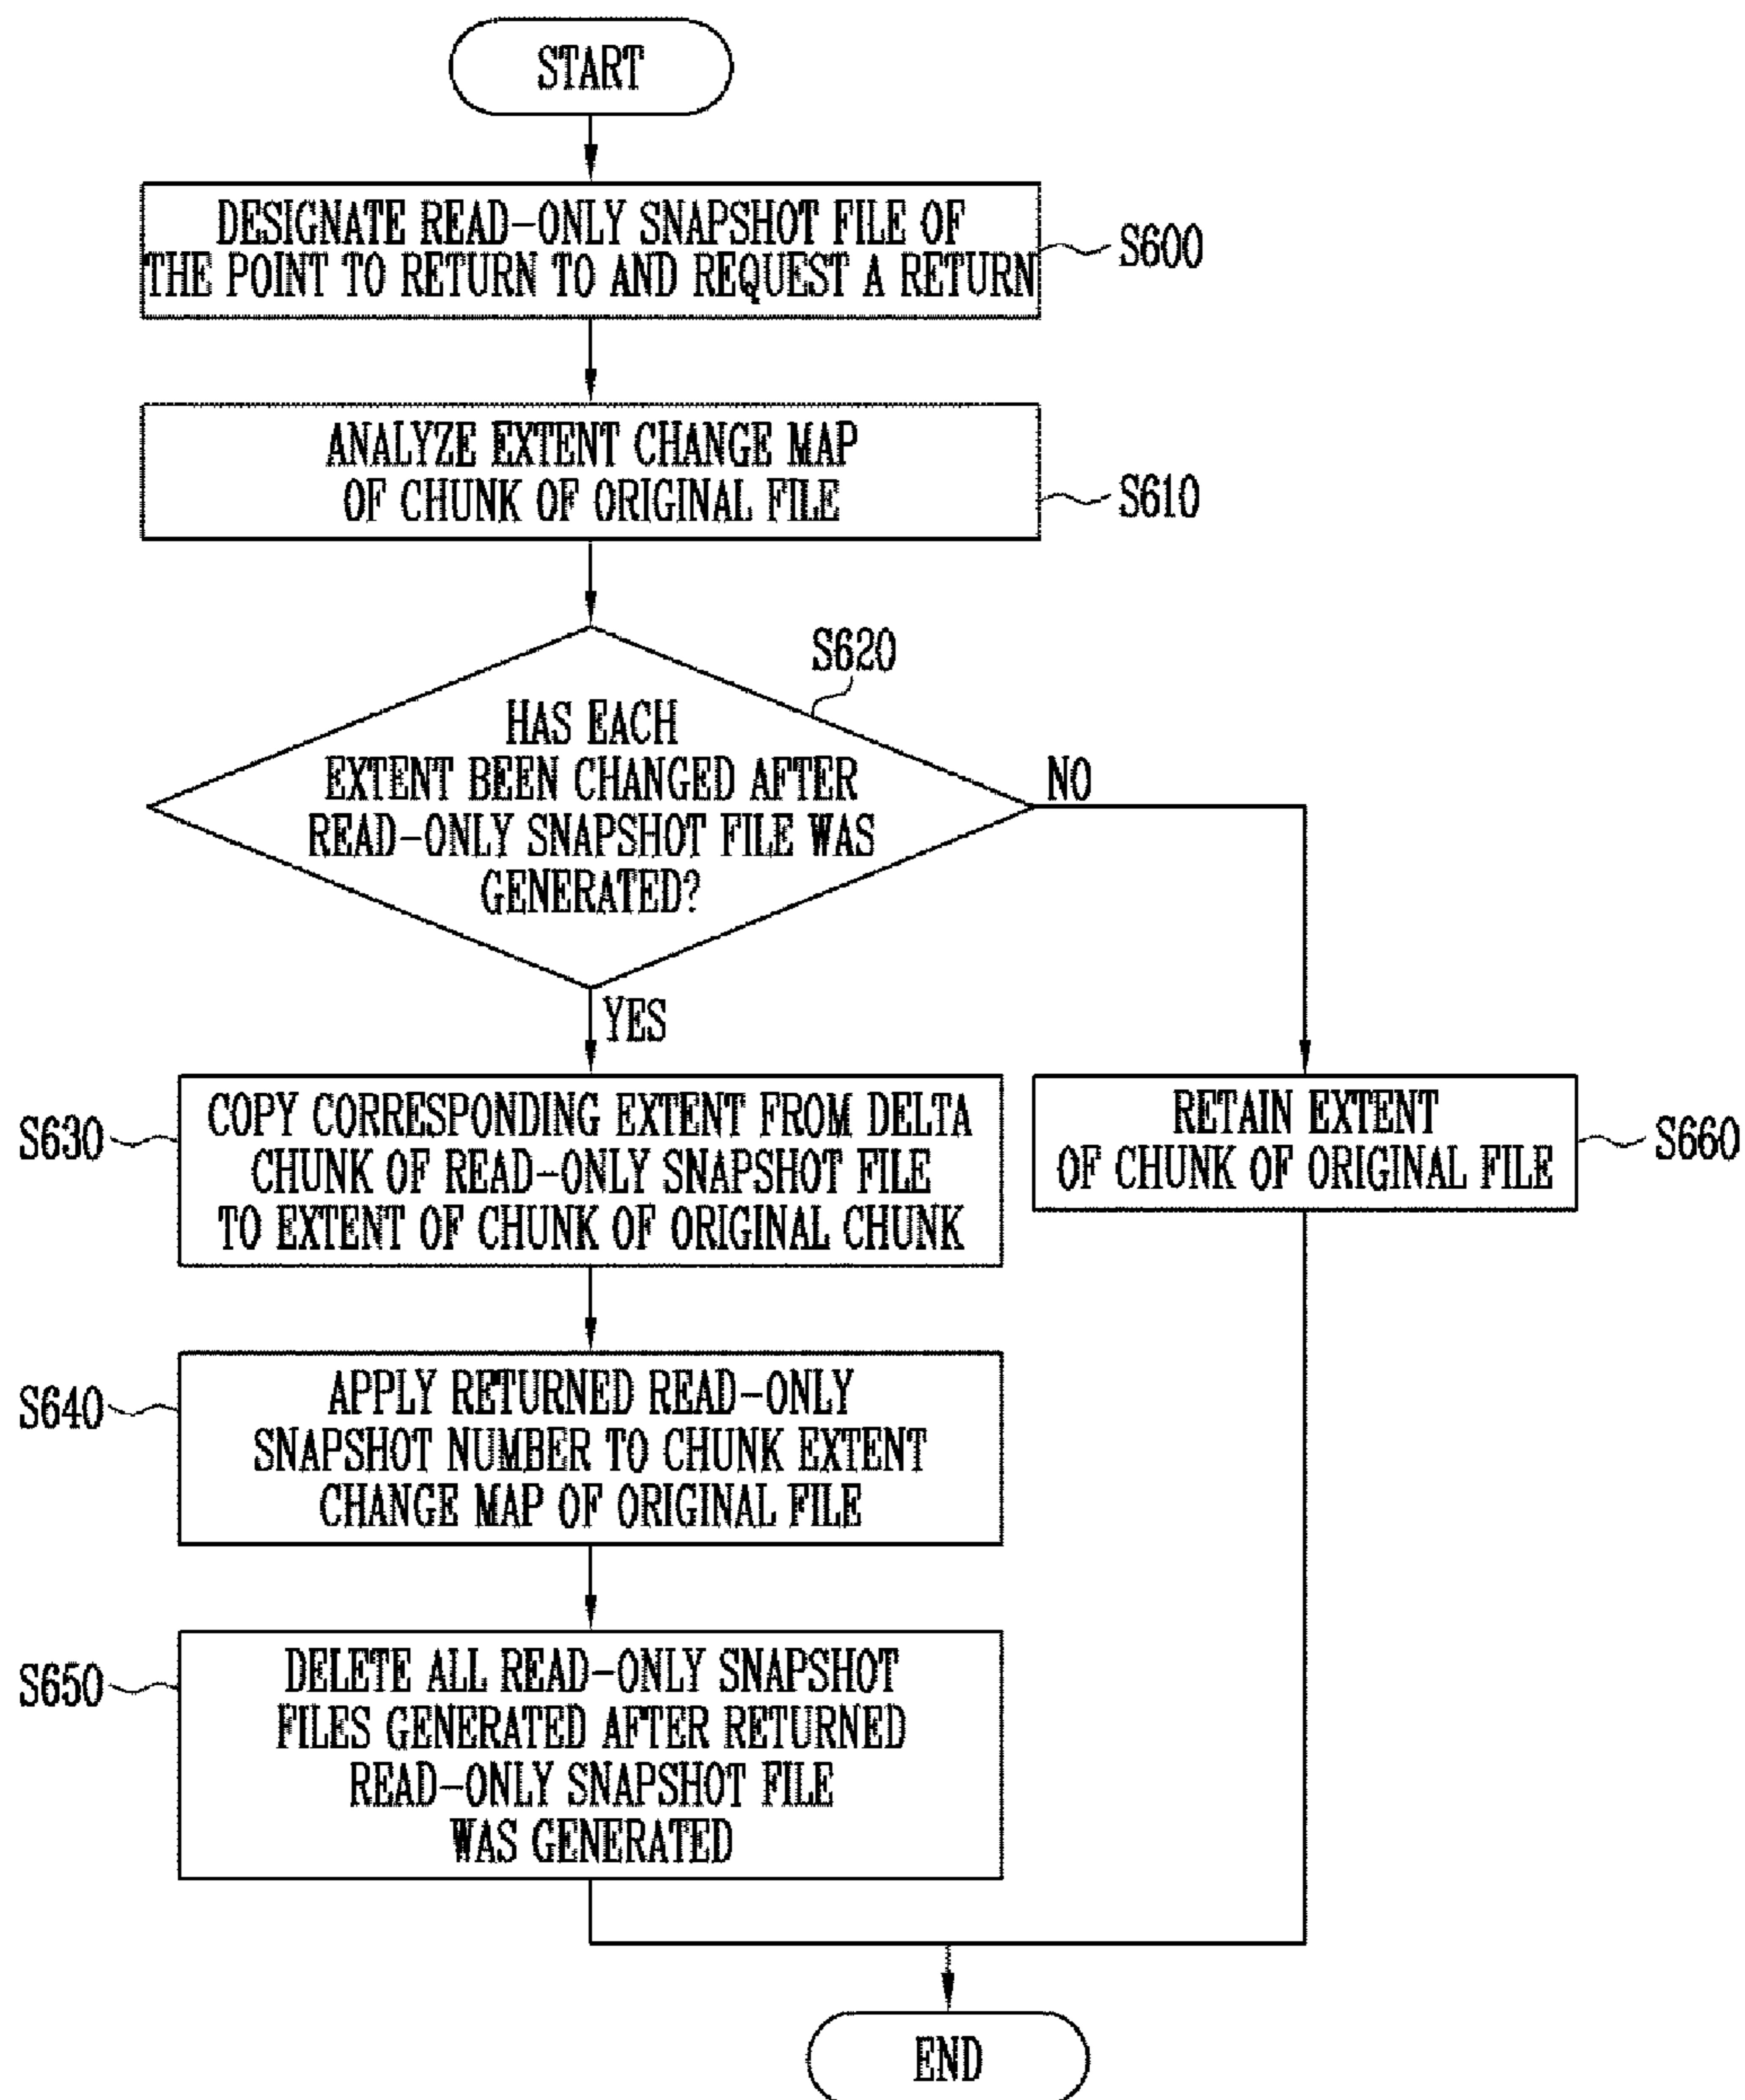 START
DESIGNATE READ-ONLY SNAPSHOT FILE OF
THE POINT TO RETURN TO AND REQUEST A RETURN
S600
ANALYZE EXTENT CHANGE MAP
OF CHUNK OF ORIGINAL FILE
S610
S620
HAS EACH
EXTENT BEEN CHANGED AFTER
READ-ONLY SNAPSHOT FILE WAS
GENERATED?
NO
YES
S630
COPY CORRESPONDING EXTENT FROM DELTA
CHUNK OF READ-ONLY SNAPSHOT FILE
TO EXTENT OF CHUNK OF ORIGINAL CHUNK
RETAIN EXTENT
OF CHUNK OF ORIGINAL FILE
S660
S640
APPLY RETURNED READ-ONLY
SNAPSHOT NUMBER TO CHUNK EXTENT
CHANGE MAP OF ORIGINAL FILE
S650
DELETE ALL READ-ONLY SNAPSHOT
FILES GENERATED AFTER RETURNED
READ-ONLY SNAPSHOT FILE
WAS GENERATED
END